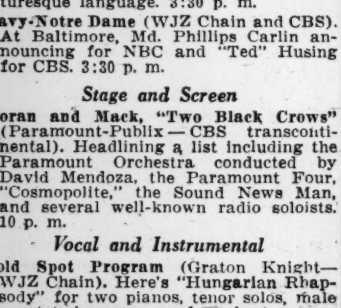 turesque language. 3:30 p. m.
avy-Notre Dame (WJZ Chain and CBS).
At Baltimore, Md. Phillips Carlin an-
nouncing for NBC and "Ted" Husing
for CBS. 3:30 p. m.
Stage and Screen
oran and Mack, "Two Black Crows"
(Paramount-Publix — CBS transconti-
nental). Headlining a list including the
Paramount Orchestra conducted by
David Mendoza, the Paramount Four,
"Cosmopolite," the Sound News Man,
and several well-known radio soloists.
10 p. m.
Vocal and Instrumental
old Spot Program (Graton Knight—
WJZ Chain). Here's "Hungarian Rhap-
sody" for two pianos, tenor solos, male